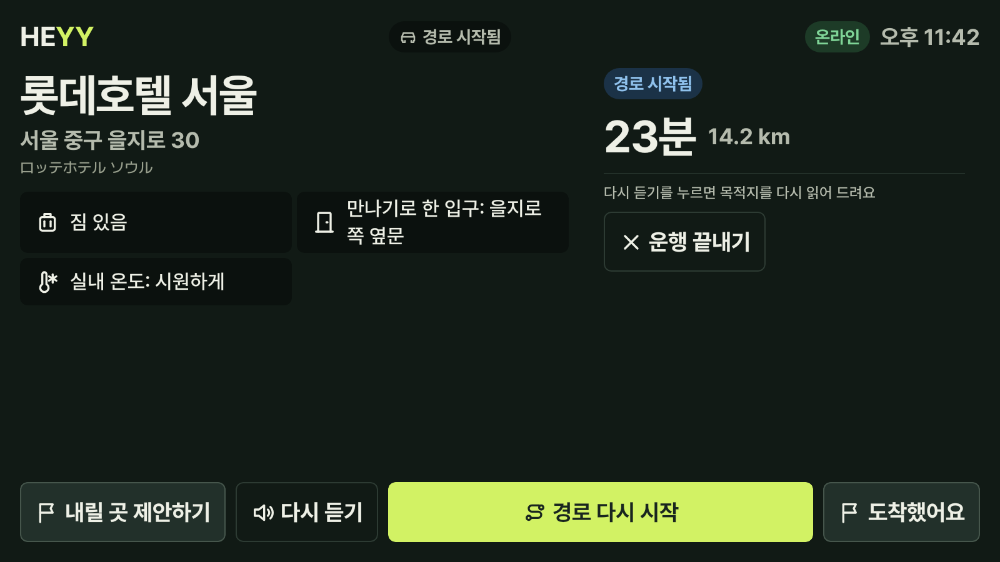 HEYY
경로 시작됨
온라인
오후 11:42
롯데호텔 서울
서울 중구 을지로 30
ロッテホテル ソウル
짐 있음
만나기로 한 입구: 을지로
쪽 옆문
실내 온도: 시원하게
경로 시작됨
23분 14.2 km
다시 듣기를 누르면 목적지를 다시 읽어 드려요
운행 끝내기
내릴 곳 제안하기
다시 듣기
경로 다시 시작
도착했어요